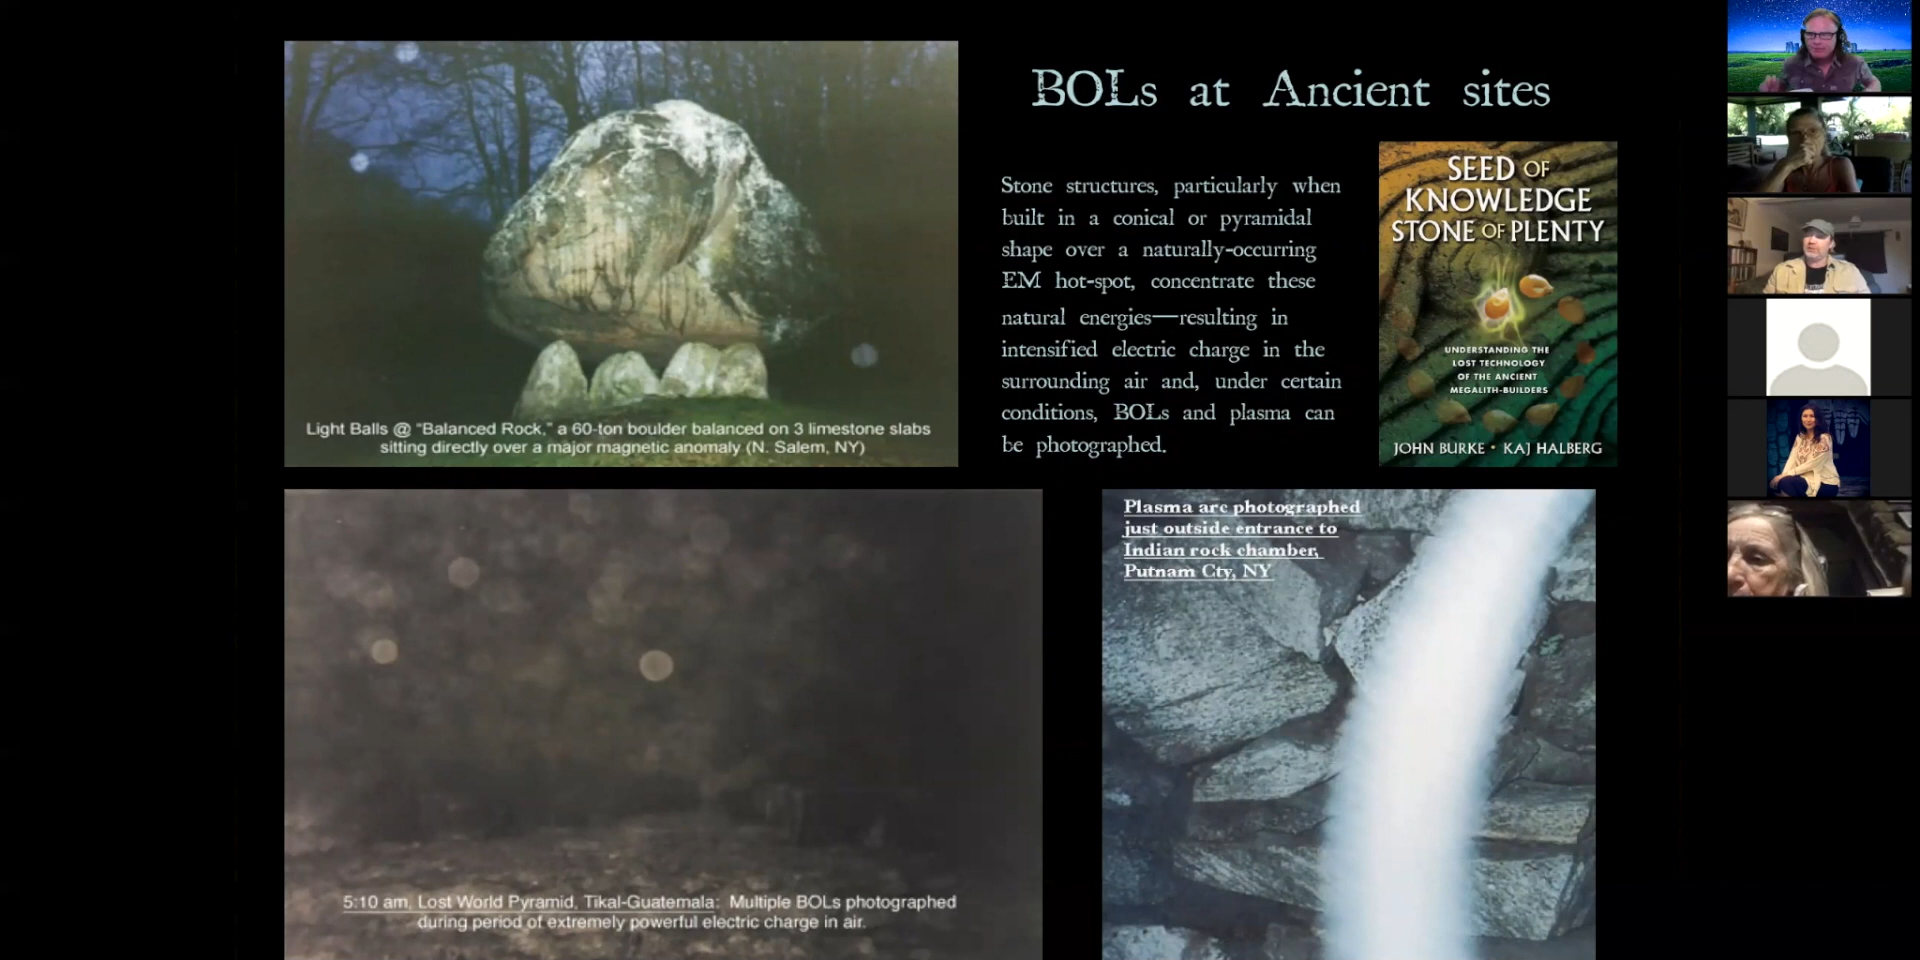 BOLs at Ancient sites
Stone structures, particularly when
built in a conical or pyramidal
shape over a naturally-occurring
EM hot-spot, concentrate these
natural energies—resulting in
intensified electric charge in the
surrounding air and, under certain
conditions, BOLs and plasma can
be photographed.
SEED OF
KNOWLEDGE
STONE OF PLENTY
UNDERSTANDING THE
LOST TECHNOLOGY
OF THE ANCIENT
MEGALITH-BUILDERS
JOHN BURKE • KAJ HALBERG
Light Balls @ "Balanced Rock," a 60-ton boulder balanced on 3 limestone slabs
sitting directly over a major magnetic anomaly (N. Salem, NY)
5:10 am, Lost World Pyramid, Tikal-Guatemala: Multiple BOLs photographed
during period of extremely powerful electric charge in air.
Plasma arc photographed
just outside entrance to
Indian rock chamber,
Putnam Cty, NY